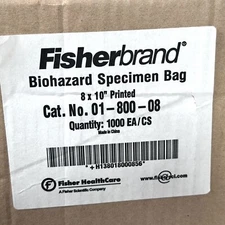 Fisherbrand®
Biohazard Specimen Bag
8 x 10" Printed
Cat. No. 01-800-08
Quantity: 1000 EA/CS
Made in China
Fisher HealthCare
A Fisher Scientific Company